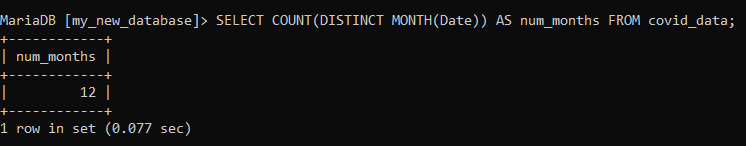 MariaDB [my_new_database]> SELECT COUNT(DISTINCT MONTH(Date)) AS num_months FROM covid_data;
+------------+
| num_months |
+------------+
|         12 |
+------------+
1 row in set (0.077 sec)